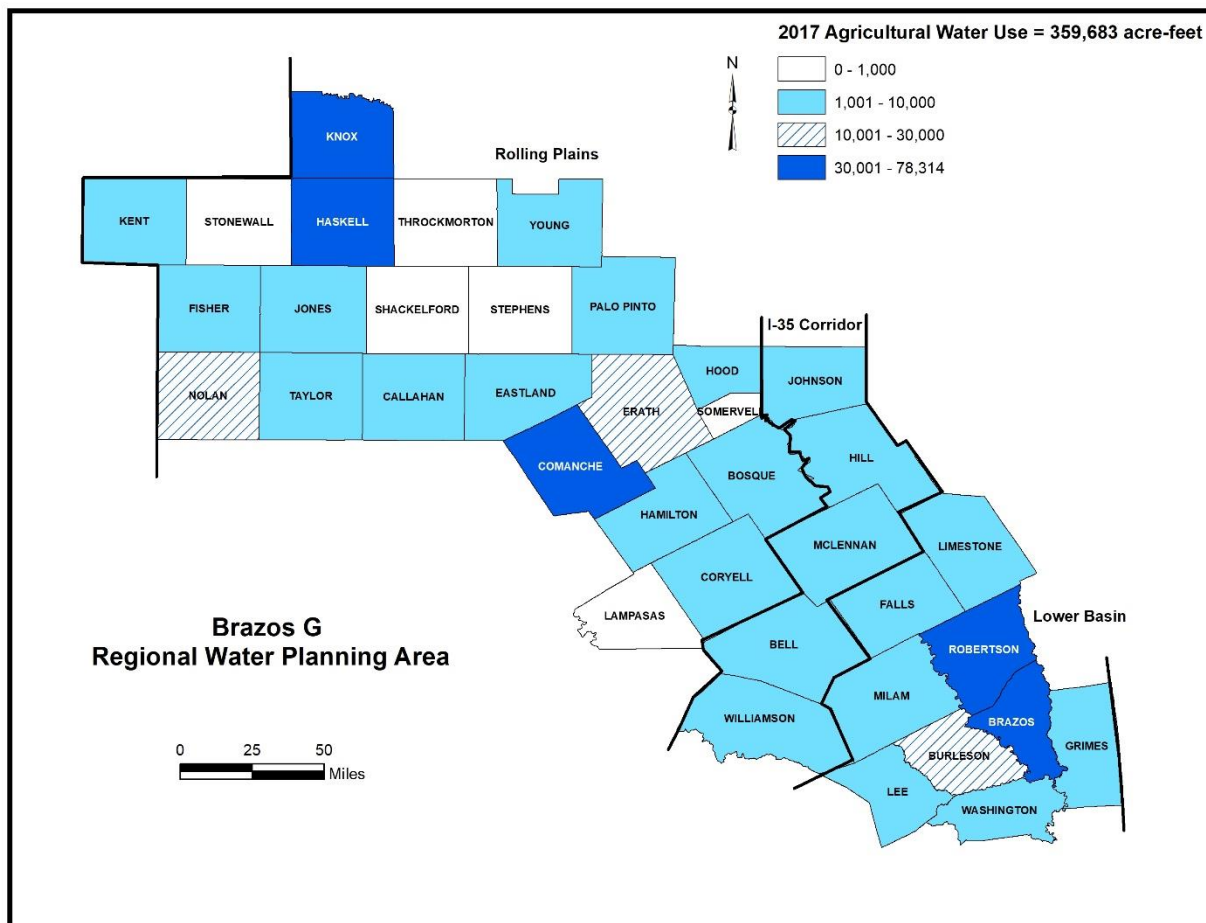 2017 Agricultural Water Use = 359,683 acre-feet
N
0 - 1,000
1,001 - 10,000
10,001 - 30,000
30,001 - 78,314
KNOX
Rolling Plains
KENT
STONEWALL
HASKELL
THROCKMORTON
YOUNG
FISHER
JONES
SHACKELFORD
STEPHENS
PALO PINTO
I-35 Corridor
NOLAN
TAYLOR
CALLAHAN
EASTLAND
ERATH
HOOD
JOHNSON
SOMERVELL
COMANCHE
BOSQUE
HILL
HAMILTON
MCLENNAN
LIMESTONE
CORYELL
FALLS
LAMPASAS
Lower Basin
Brazos G
Regional Water Planning Area
BELL
ROBERTSON
MILAM
WILLIAMSON
BRAZOS
GRIMES
BURLESON
0 25 50
Miles
LEE
WASHINGTON